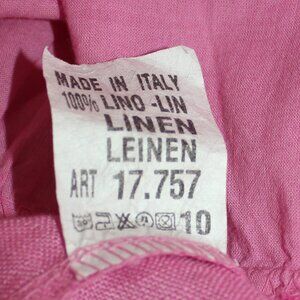 MADE IN ITALY
100% LINO -LIN
LINEN
LEINEN
ART 17.757
10